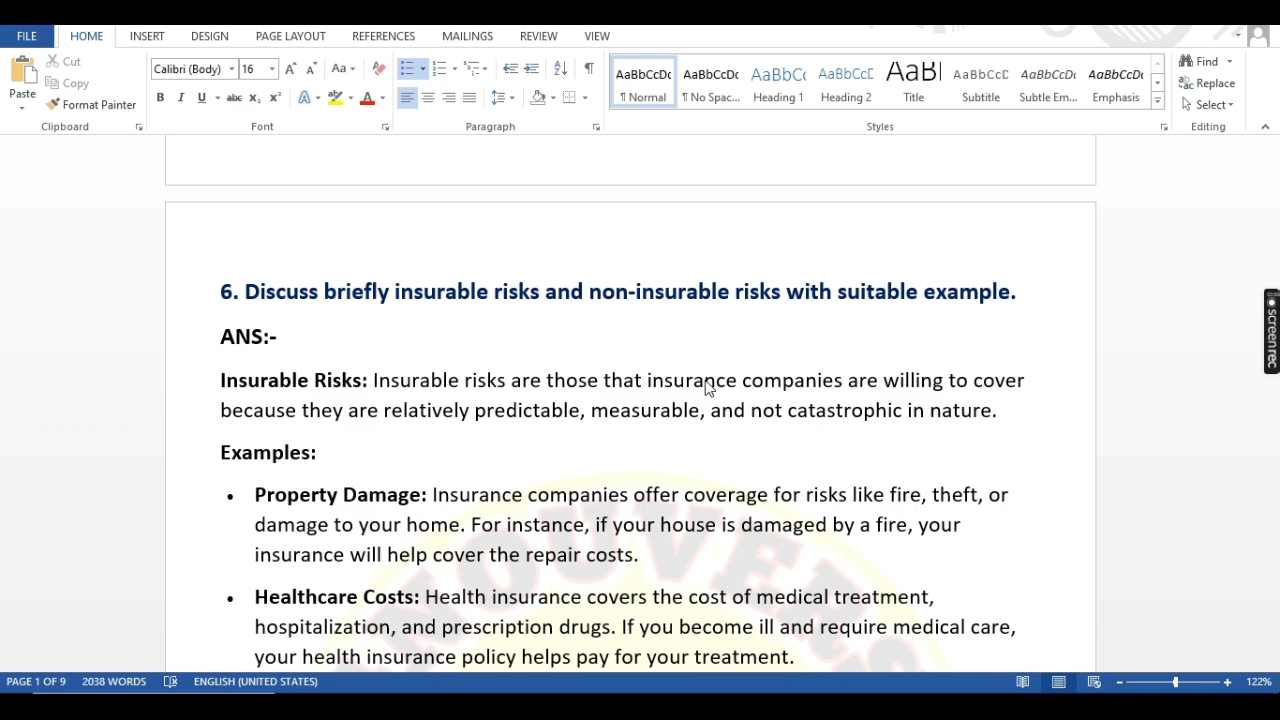 FILE HOME INSERT DESIGN PAGE LAYOUT REFERENCES MAILINGS REVIEW VIEW
Cut
Copy
Format Painter
Paste
Clipboard
Calibri (Body) 16
Aa
B I U abc X₂ X²
A
Font
Paragraph
AaBbCcDc AaBbCcDc AaBbCc AaBbCcD AaBl AaBbCcD AaBbCcDc AaBbCcDc
¶ Normal ¶ No Spac... Heading 1 Heading 2 Title Subtitle Subtle Em... Emphasis
Styles
Find
Replace
Select
Editing
6. Discuss briefly insurable risks and non-insurable risks with suitable example.
ANS:-
Insurable Risks: Insurable risks are those that insurance companies are willing to cover
because they are relatively predictable, measurable, and not catastrophic in nature.
Examples:
• Property Damage: Insurance companies offer coverage for risks like fire, theft, or
damage to your home. For instance, if your house is damaged by a fire, your
insurance will help cover the repair costs.
• Healthcare Costs: Health insurance covers the cost of medical treatment,
hospitalization, and prescription drugs. If you become ill and require medical care,
your health insurance policy helps pay for your treatment.
NOUVERS
screenrec
PAGE 1 OF 9 2038 WORDS ENGLISH (UNITED STATES) 122%